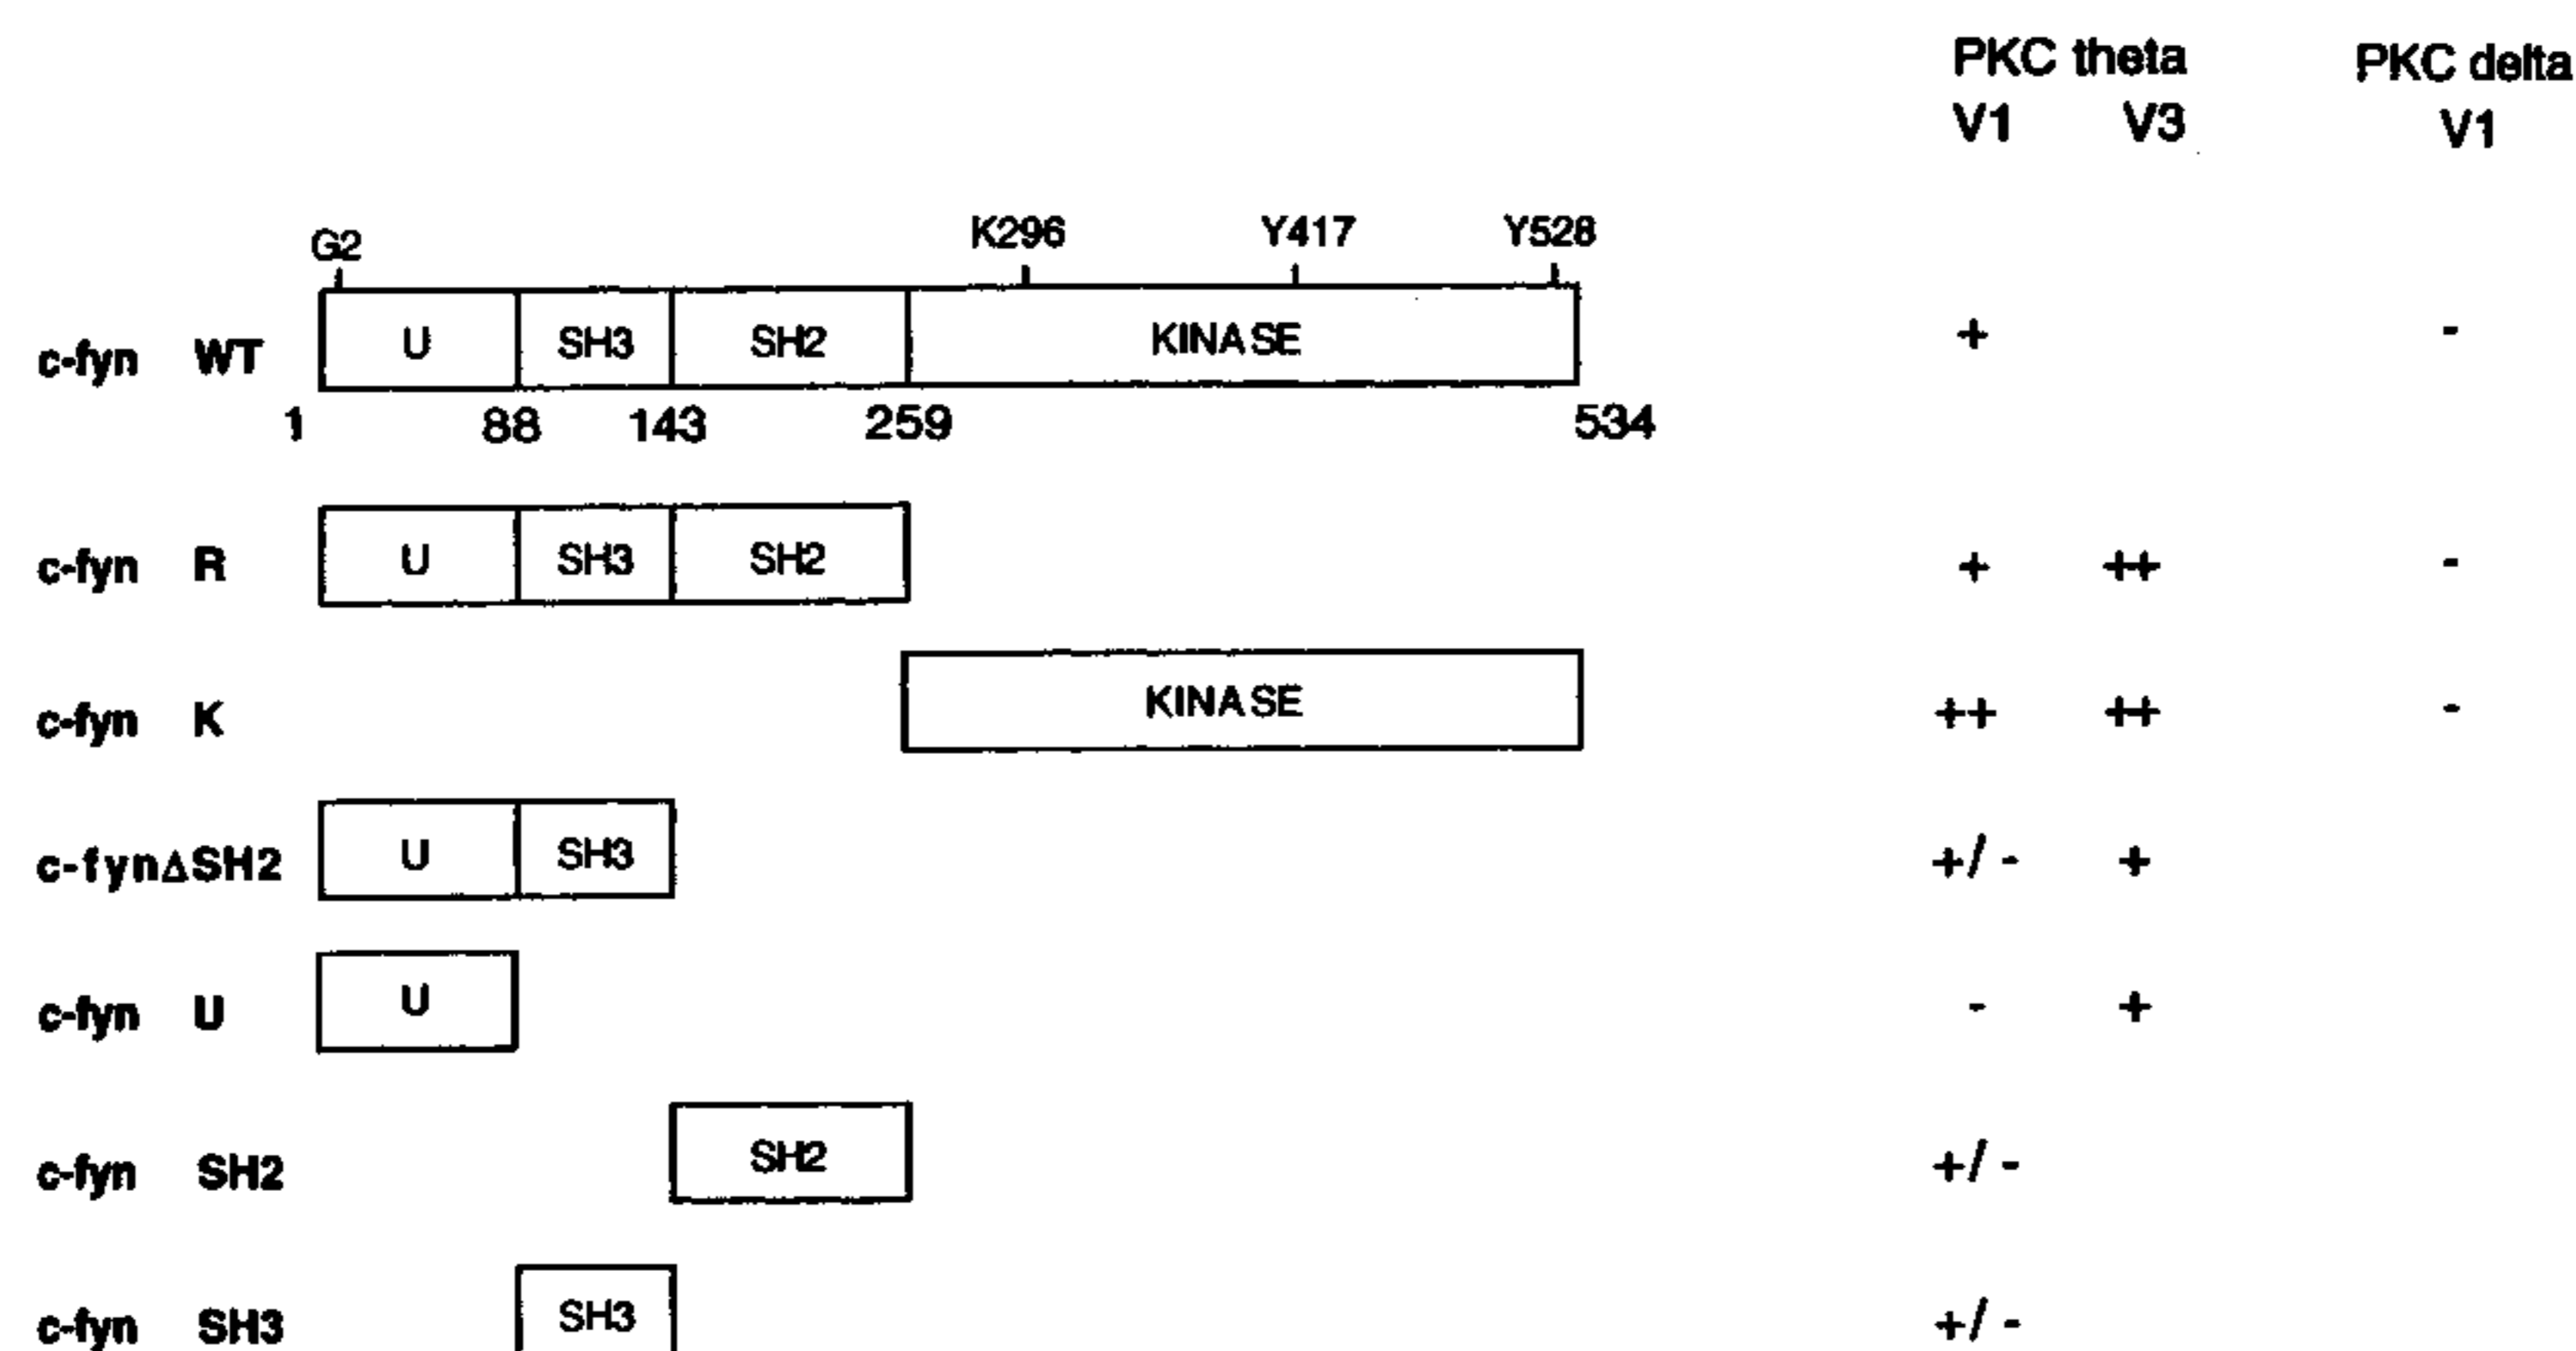 PKC theta PKC delta
V1 V3 V1
G2 K296 Y417 Y528
c-fyn WT U SH3 SH2 KINASE + -
1 88 143 259 534
c-fyn R U SH3 SH2 + ++ -
c-fyn K KINASE ++ ++ -
c-fynΔSH2 U SH3 +/- +
c-fyn U U - +
c-fyn SH2 SH2 +/-
c-fyn SH3 SH3 +/-